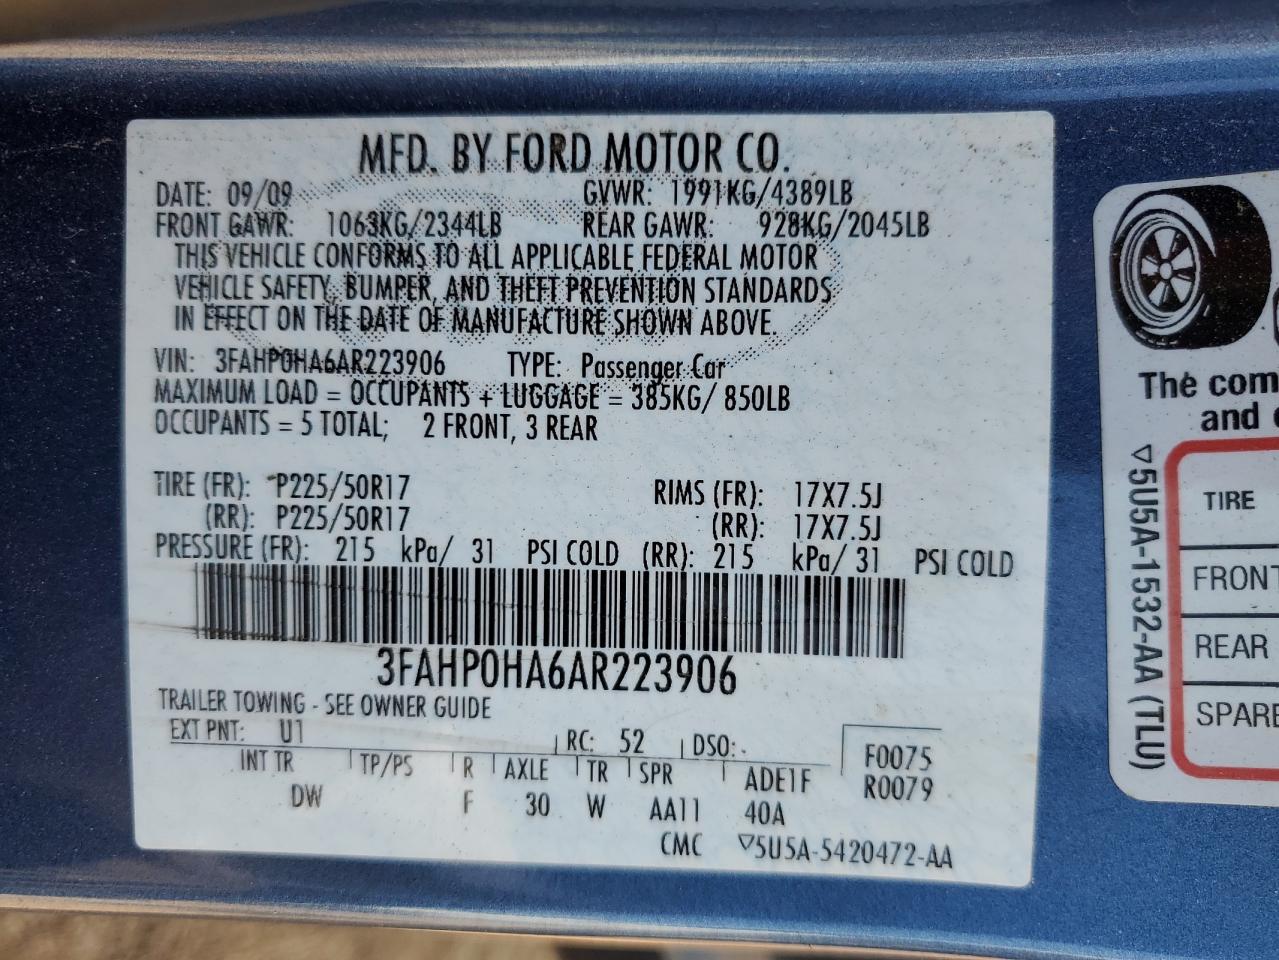 MFD. BY FORD MOTOR CO.
DATE: 09/09 GVWR: 1991KG/4389LB
FRONT GAWR: 1063KG/2344LB REAR GAWR: 928KG/2045LB
THIS VEHICLE CONFORMS TO ALL APPLICABLE FEDERAL MOTOR
VEHICLE SAFETY, BUMPER, AND THEFT PREVENTION STANDARDS
IN EFFECT ON THE DATE OF MANUFACTURE SHOWN ABOVE.
VIN: 3FAHP0HA6AR223906 TYPE: Passenger Car
MAXIMUM LOAD = OCCUPANTS + LUGGAGE = 385KG/ 850LB
OCCUPANTS = 5 TOTAL; 2 FRONT, 3 REAR
TIRE (FR): P225/50R17 RIMS (FR): 17X7.5J
(RR): P225/50R17 (RR): 17X7.5J
PRESSURE (FR): 215 kPa/ 31 PSI COLD (RR): 215 kPa/ 31 PSI COLD
3FAHP0HA6AR223906
TRAILER TOWING - SEE OWNER GUIDE
EXT PNT: U1 RC: 52 DSO: -
INT TR TP/PS R AXLE TR SPR ADE1F F0075
DW F 30 W AA11 40A R0079
CMC ▽5U5A-5420472-AA
The com
and
▽5U5A-1532-AA (TLU)
TIRE
FRONT
REAR
SPARE